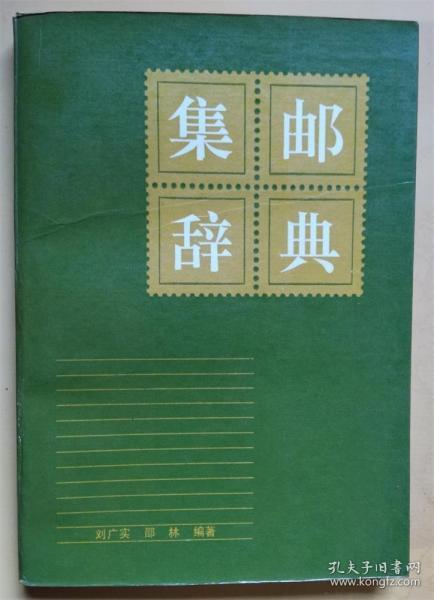 集邮
辞典
刘广实 邵林 编著
孔夫子旧书网
www.kongfz.com